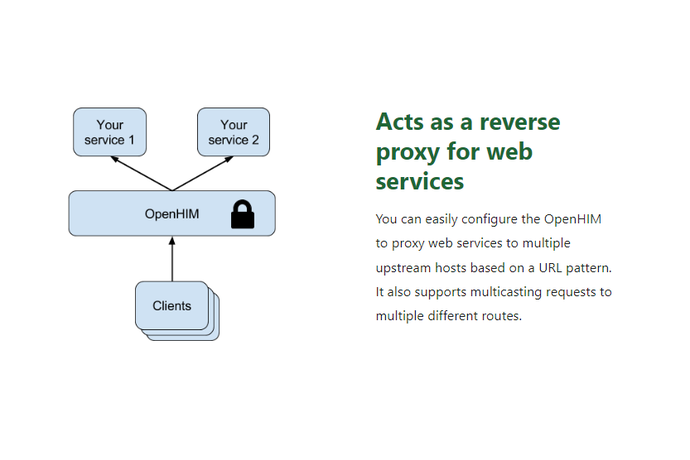 Your
service 1
Your
service 2
OpenHIM
Clients
Acts as a reverse
proxy for web
services
You can easily configure the OpenHIM
to proxy web services to multiple
upstream hosts based on a URL pattern.
It also supports multicasting requests to
multiple different routes.